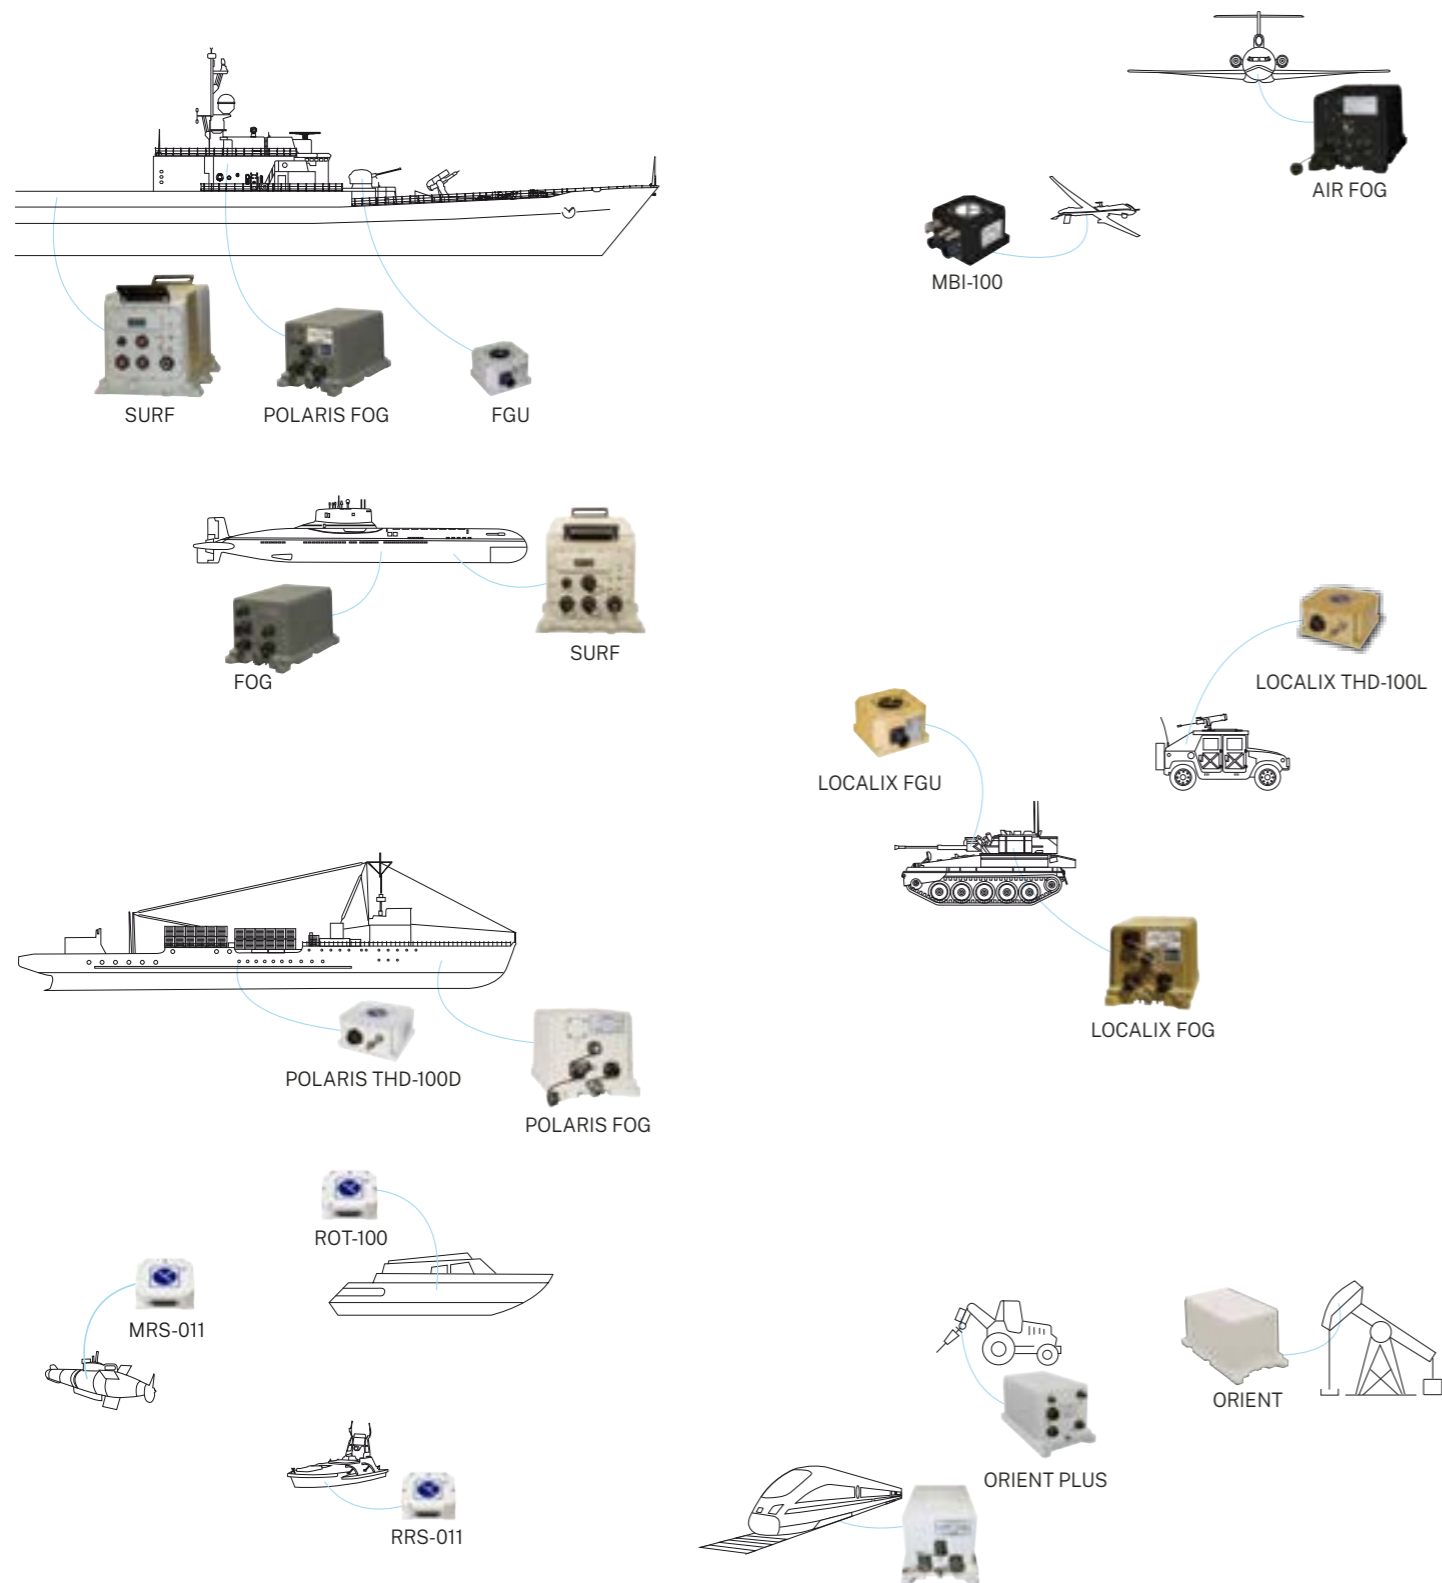 AIR FOG
MBI-100
SURF
POLARIS FOG
FGU
FOG
SURF
LOCALIX THD-100L
LOCALIX FGU
LOCALIX FOG
POLARIS THD-100D
POLARIS FOG
ROT-100
MRS-011
RRS-011
ORIENT
ORIENT PLUS